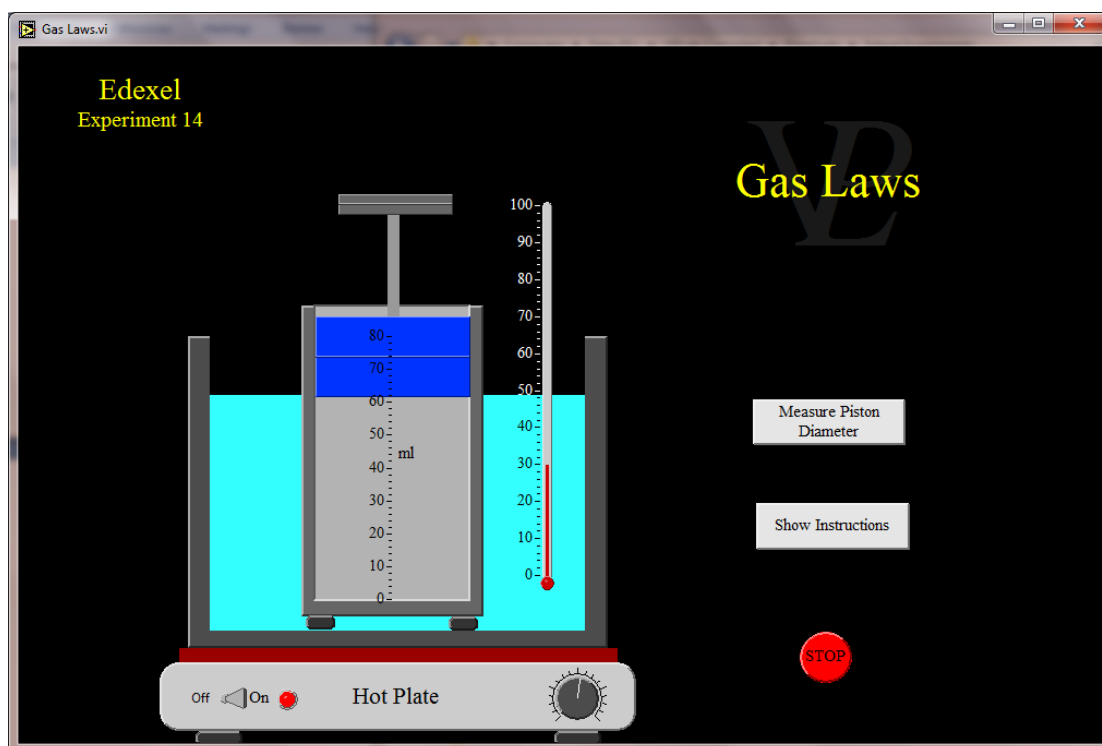 Gas Laws.vi
Edexel
Experiment 14
Gas Laws
100
90
80
70
60
50
40
30
20
10
0
80
70
60
50
ml
40
30
20
10
0
Measure Piston
Diameter
Show Instructions
STOP
Off
On
Hot Plate